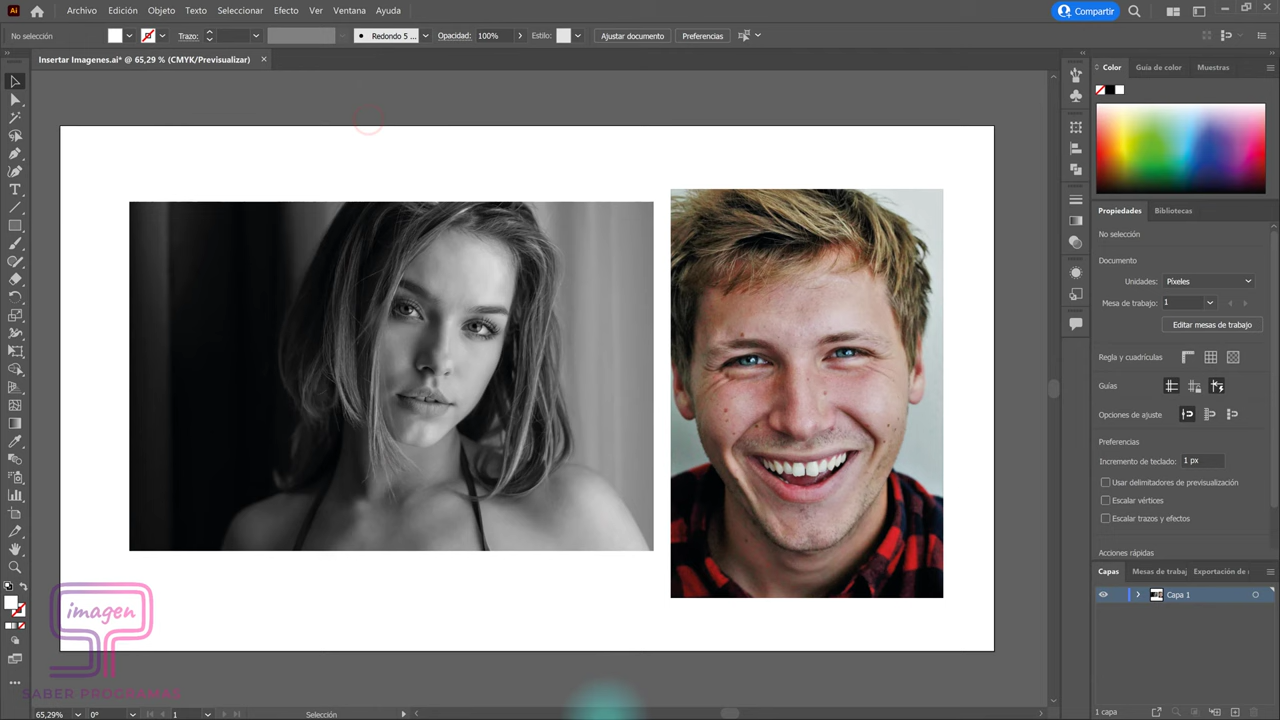 Ai
Archivo Edición Objeto Texto Seleccionar Efecto Ver Ventana Ayuda
Compartir
No selección
Trazo:
Redondo 5 ...
Opacidad: 100%
Estilo:
Ajustar documento
Preferencias
Insertar Imagenes.ai* @ 65,29 % (CMYK/Previsualizar)
Color Guía de color Muestras
Propiedades Bibliotecas
No selección
Documento
Unidades: Píxeles
Mesa de trabajo: 1
Editar mesas de trabajo
Regla y cuadrículas
Guías
Opciones de ajuste
Preferencias
Incremento de teclado: 1 px
Usar delimitadores de previsualización
Escalar vértices
Escalar trazos y efectos
Acciones rápidas
Capas Mesas de trabaj Exportación de
Capa 1
imagen
SABER PROGRAMAS
65,29% 0° 1 Selección
1 capa